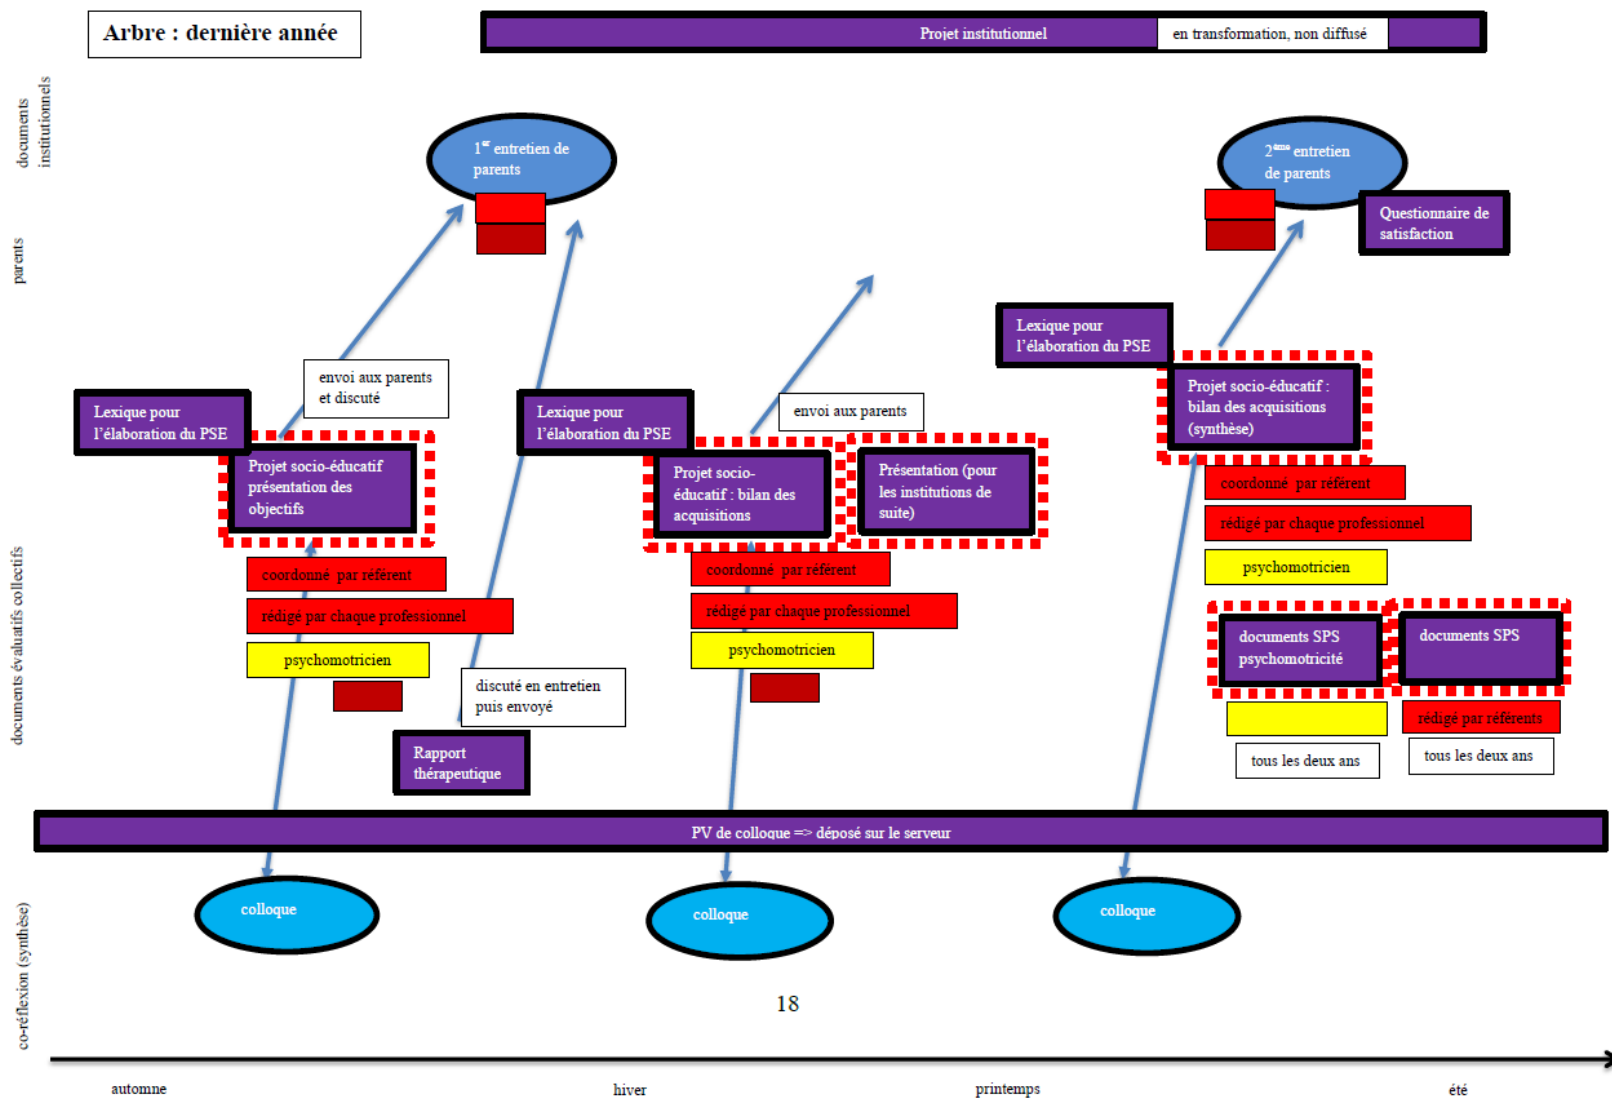 Arbre : dernière année
Projet institutionnel
en transformation, non diffusé
documents
institutionnels
1er entretien de
parents
2ème entretien
de parents
Questionnaire de
satisfaction
parents
Lexique pour
l'élaboration du PSE
envoi aux parents
et discuté
Lexique pour
l'élaboration du PSE
envoi aux parents
Lexique pour
l'élaboration du PSE
Projet socio-éducatif :
bilan des acquisitions
(synthèse)
Projet socio-éducatif
présentation des
objectifs
Projet socio-
éducatif : bilan des
acquisitions
Présentation (pour
les institutions de
suite)
coordonné par référent
rédigé par chaque professionnel
psychomotricien
documents évaluatifs collectifs
coordonné par référent
rédigé par chaque professionnel
psychomotricien
coordonné par référent
rédigé par chaque professionnel
psychomotricien
documents SPS
psychomotricité
documents SPS
rédigé par référents
discuté en entretien
puis envoyé
Rapport
thérapeutique
tous les deux ans
tous les deux ans
PV de colloque => déposé sur le serveur
colloque
colloque
colloque
co-réflexion (synthèse)
18
automne
hiver
printemps
été